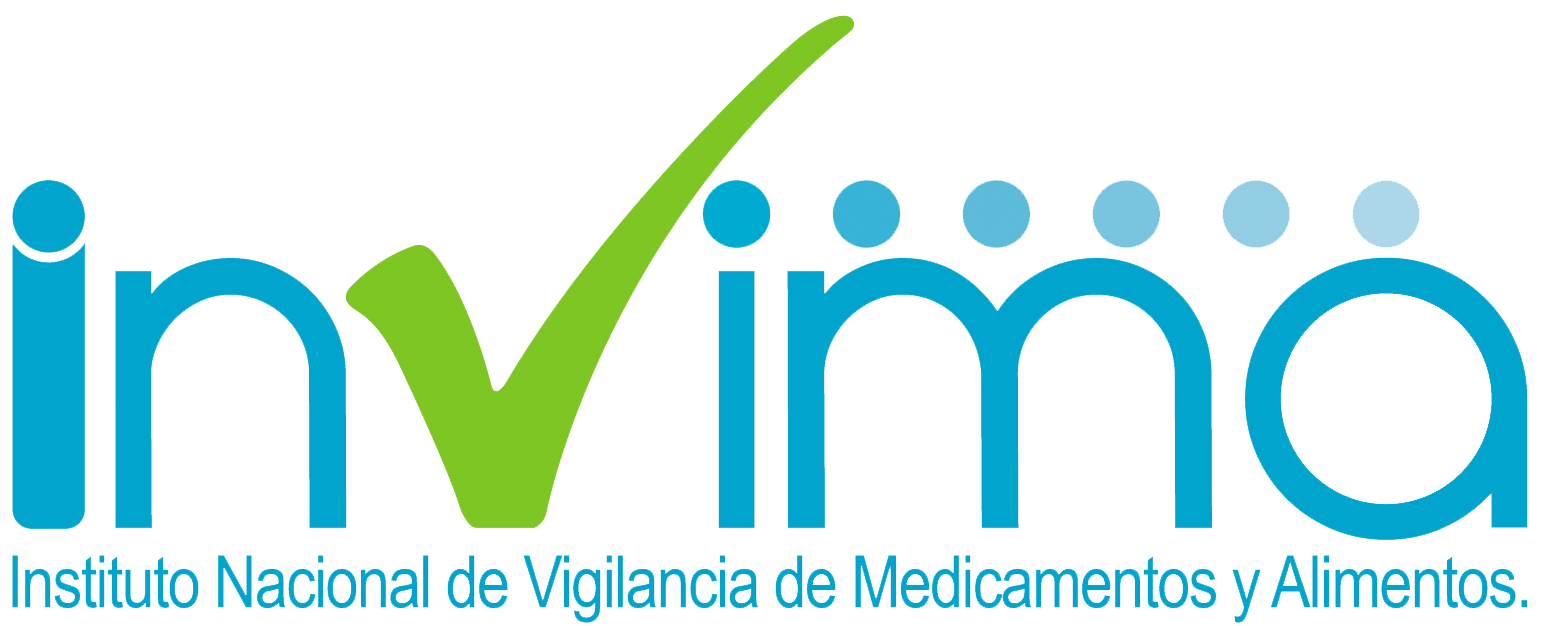 invima
Instituto Nacional de Vigilancia de Medicamentos y Alimentos.